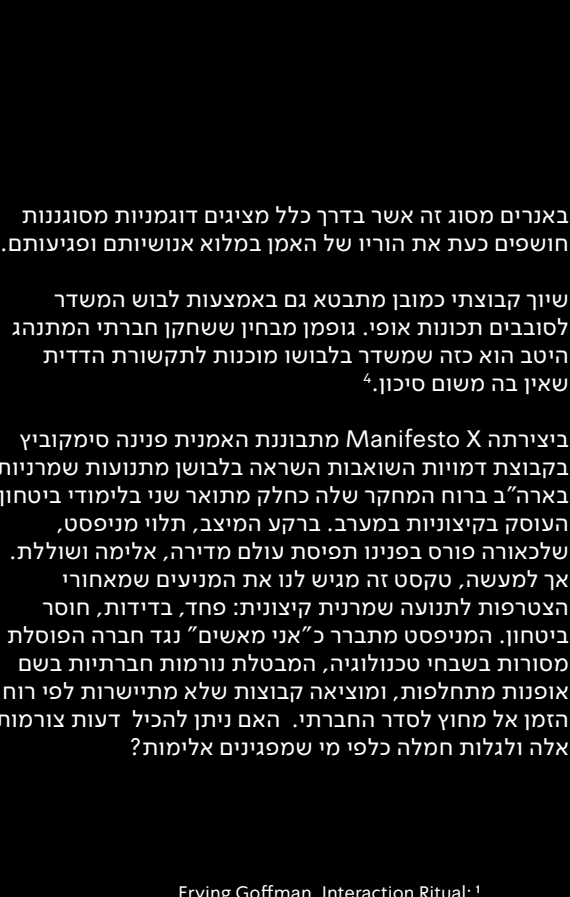 באנרים מסוג זה אשר בדרך כלל מציגים דוגמניות מסוגננות
חושפים כעת את הוריו של האמן במלוא אנושיותם ופגיעותם.
שיוך קבוצתי כמובן מתבטא גם באמצעות לבוש המשדר
לסובבים תכונות אופי. גופמן מבחין ששחקן חברתי המתנהג
היטב הוא כזה שמשדר בלבושו מוכנות לתקשורת הדדית
שאין בה משום סיכון.⁴
ביצירתה Manifesto X מתבוננת האמנית פנינה סימקוביץ
בקבוצת דמויות השואבות השראה בלבושן מתנועות שמרניות
בארה"ב ברוח המחקר שלה כחלק מתואר שני בלימודי ביטחון
העוסק בקיצוניות במערב. ברקע המיצב, תלוי מניפסט,
שלכאורה פורס בפנינו תפיסת עולם מדירה, אלימה ושוללת.
אך למעשה, טקסט זה מגיש לנו את המניעים שמאחורי
הצטרפות לתנועה שמרנית קיצונית: פחד, בדידות, חוסר
ביטחון. המניפסט מתברר כ"אני מאשים" נגד חברה הפוסלת
מסורות בשבחי טכנולוגיה, המבטלת נורמות חברתיות בשם
אופנות מתחלפות, ומוציאה קבוצות שלא מתיישרות לפי רוח
הזמן אל מחוץ לסדר החברתי. האם ניתן להכיל דעות צורמות
אלה ולגלות חמלה כלפי מי שמפגינים אלימות?
Erving Goffman, Interaction Ritual: ¹